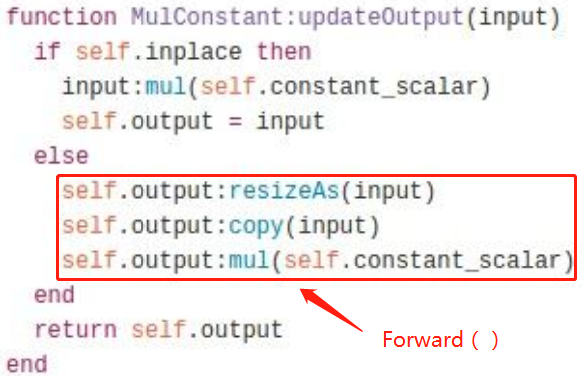 function MulConstant:updateOutput(input)
  if self.inplace then
    input:mul(self.constant_scalar)
    self.output = input
  else
    self.output:resizeAs(input)
    self.output:copy(input)
    self.output:mul(self.constant_scalar)
  end
  return self.output
end
Forward（ ）